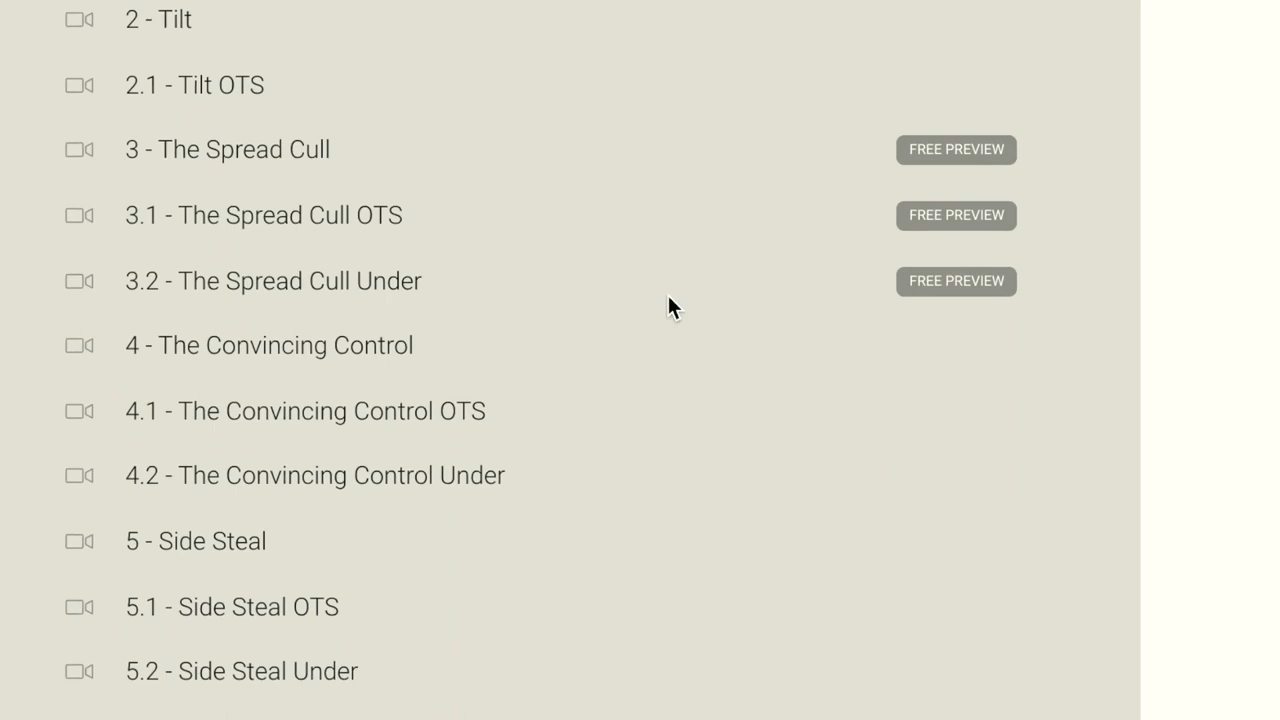 2 - Tilt
2.1 - Tilt OTS
3 - The Spread Cull FREE PREVIEW
3.1 - The Spread Cull OTS FREE PREVIEW
3.2 - The Spread Cull Under FREE PREVIEW
4 - The Convincing Control
4.1 - The Convincing Control OTS
4.2 - The Convincing Control Under
5 - Side Steal
5.1 - Side Steal OTS
5.2 - Side Steal Under